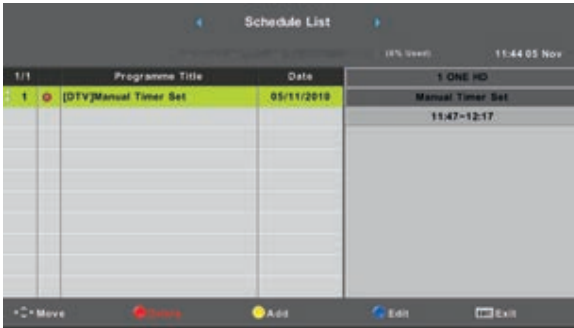 Schedule List
(6% Used)
11:44 05 Nov
1/1 Programme Title Date 1 ONE HD
1 [DTV]Manual Timer Set 05/11/2010 Manual Timer Set
11:47~12:17
Move Delete Add Edit Exit